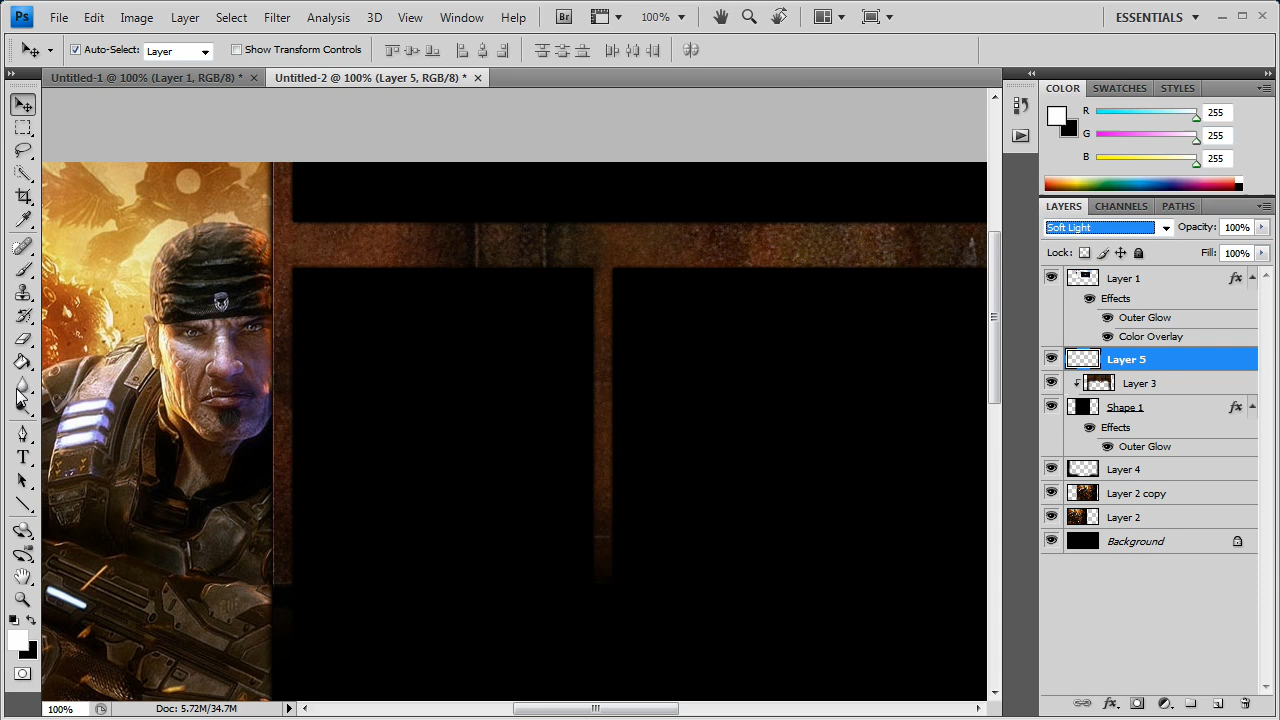 Ps File Edit Image Layer Select Filter Analysis 3D View Window Help Br 100% ESSENTIALS
Auto-Select: Layer Show Transform Controls
Untitled-1 @ 100% (Layer 1, RGB/8) * Untitled-2 @ 100% (Layer 5, RGB/8) *
COLOR SWATCHES STYLES
R 255
G 255
B 255
LAYERS CHANNELS PATHS
Soft Light Opacity: 100%
Lock: Fill: 100%
Layer 1 fx
Effects
Outer Glow
Color Overlay
Layer 5
Layer 3
Shape 1 fx
Effects
Outer Glow
Layer 4
Layer 2 copy
Layer 2
Background
T
100% Doc: 5.72M/34.7M
fx